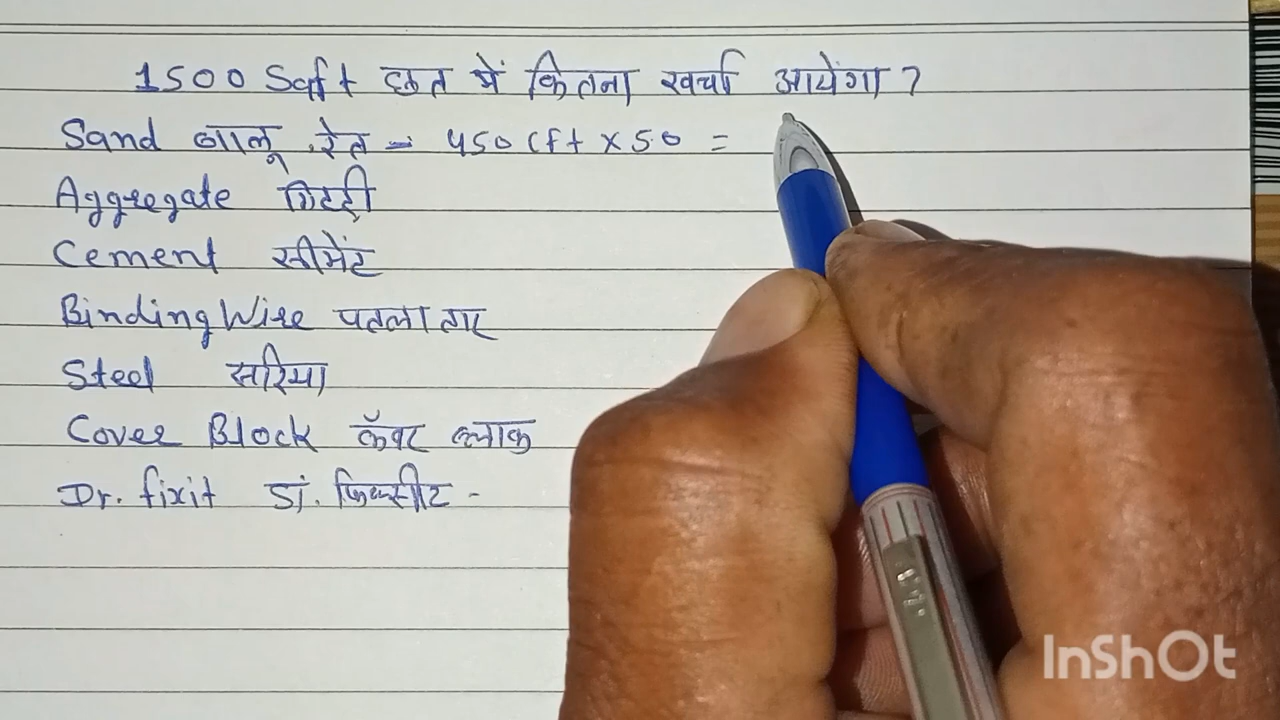 1500 Sqft छत में कितना खर्चा आयेंगा ?
Sand बालू, रेत - 450 Cft x 50 =
Aggregate गिटटी
Cement सीमेंट
Binding Wire पतला तार
Steel सरिया
Cover Block कॅवर ब्लाक
Dr. fixit डॉ. फिक्सीट -
InShOt